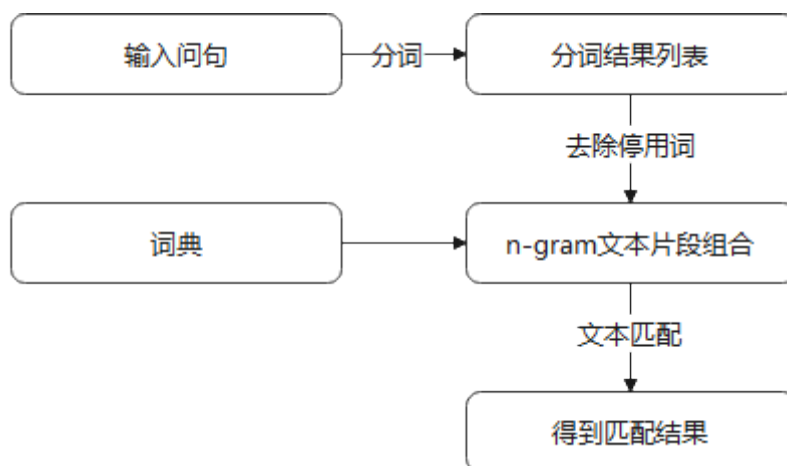 输入问句
分词
分词结果列表
去除停用词
词典
n-gram文本片段组合
文本匹配
得到匹配结果